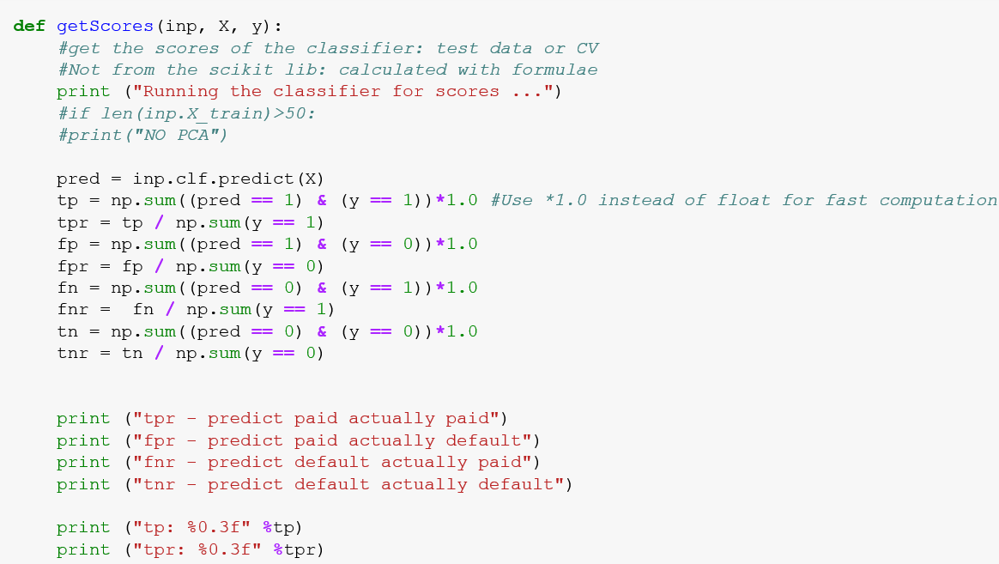 def getScores(inp, X, y):
    #get the scores of the classifier: test data or CV
    #Not from the scikit lib: calculated with formulae
    print ("Running the classifier for scores ...")
    #if len(inp.X_train)>50:
    #print("NO PCA")

    pred = inp.clf.predict(X)
    tp = np.sum((pred == 1) & (y == 1))*1.0 #Use *1.0 instead of float for fast computation
    tpr = tp / np.sum(y == 1)
    fp = np.sum((pred == 1) & (y == 0))*1.0
    fpr = fp / np.sum(y == 0)
    fn = np.sum((pred == 0) & (y == 1))*1.0
    fnr =  fn / np.sum(y == 1)
    tn = np.sum((pred == 0) & (y == 0))*1.0
    tnr = tn / np.sum(y == 0)


    print ("tpr - predict paid actually paid")
    print ("fpr - predict paid actually default")
    print ("fnr - predict default actually paid")
    print ("tnr - predict default actually default")

    print ("tp: %0.3f" %tp)
    print ("tpr: %0.3f" %tpr)